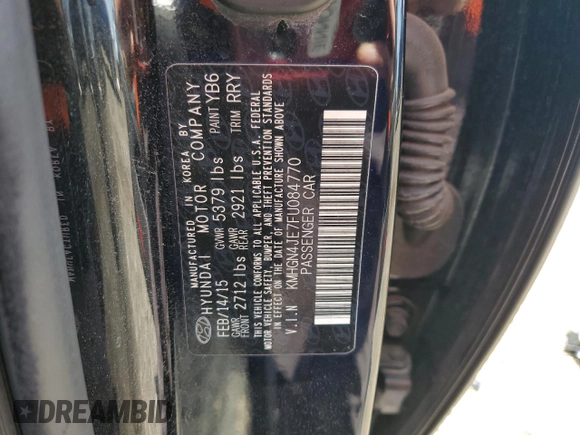 MANUFACTURED IN KOREA BY
HYUNDAI MOTOR COMPANY
FEB/14/15 GVWR 5379 lbs PAINT YB6
GAWR FRONT 2712 lbs GAWR REAR 2921 lbs TRIM RRY
THIS VEHICLE CONFORMS TO ALL APPLICABLE U.S.A. FEDERAL
MOTOR VEHICLE SAFETY, BUMPER, AND THEFT PREVENTION STANDARDS
IN EFFECT ON THE DATE OF MANUFACTURE SHOWN ABOVE
V.I.N KMHGN4JE7FU084770
PASSENGER CAR
DREAMBID